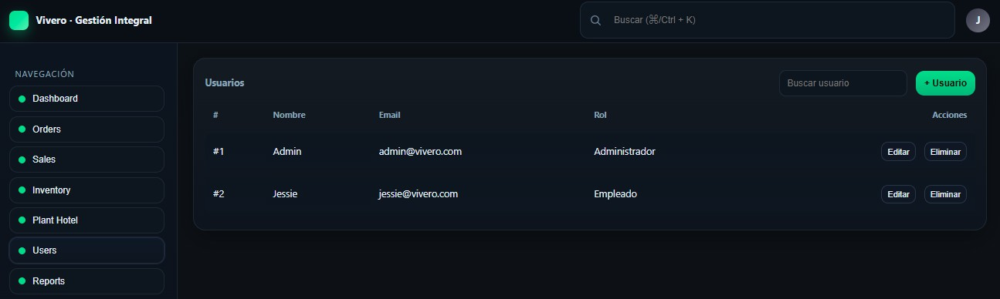 Vivero - Gestión Integral
Buscar (⌘/Ctrl + K)
J
NAVEGACIÓN
Dashboard
Orders
Sales
Inventory
Plant Hotel
Users
Reports
Usuarios
Buscar usuario
+ Usuario
# Nombre Email Rol Acciones
#1 Admin admin@vivero.com Administrador Editar Eliminar
#2 Jessie jessie@vivero.com Empleado Editar Eliminar